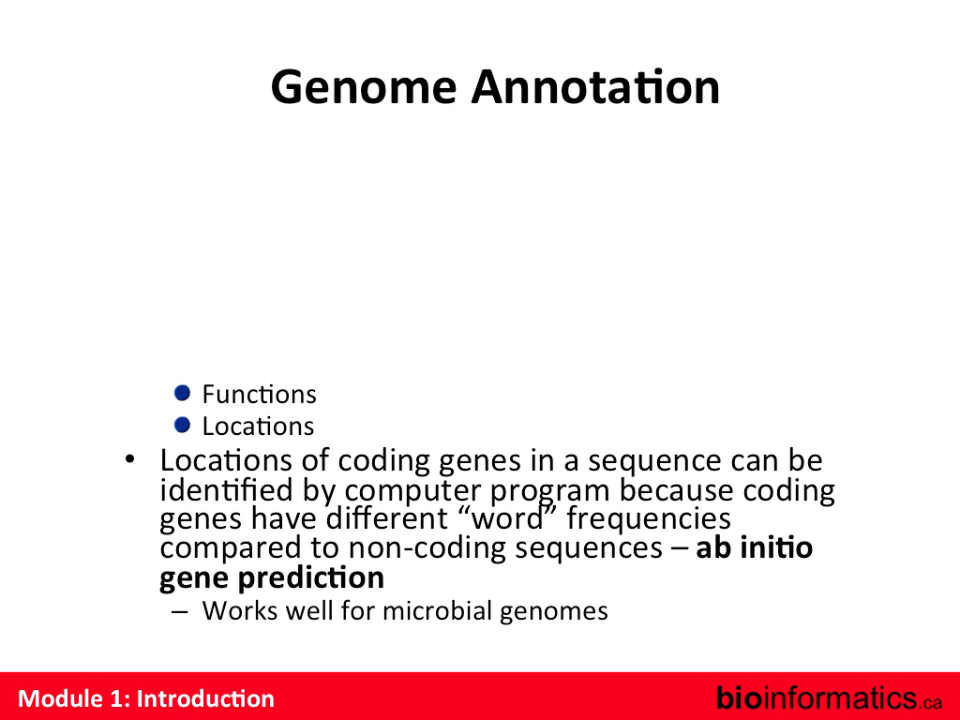 Genome Annotation
Functions
Locations
• Locations of coding genes in a sequence can be
identified by computer program because coding
genes have different “word” frequencies
compared to non-coding sequences – ab initio
gene prediction
– Works well for microbial genomes
Module 1: Introduction
bioinformatics.ca